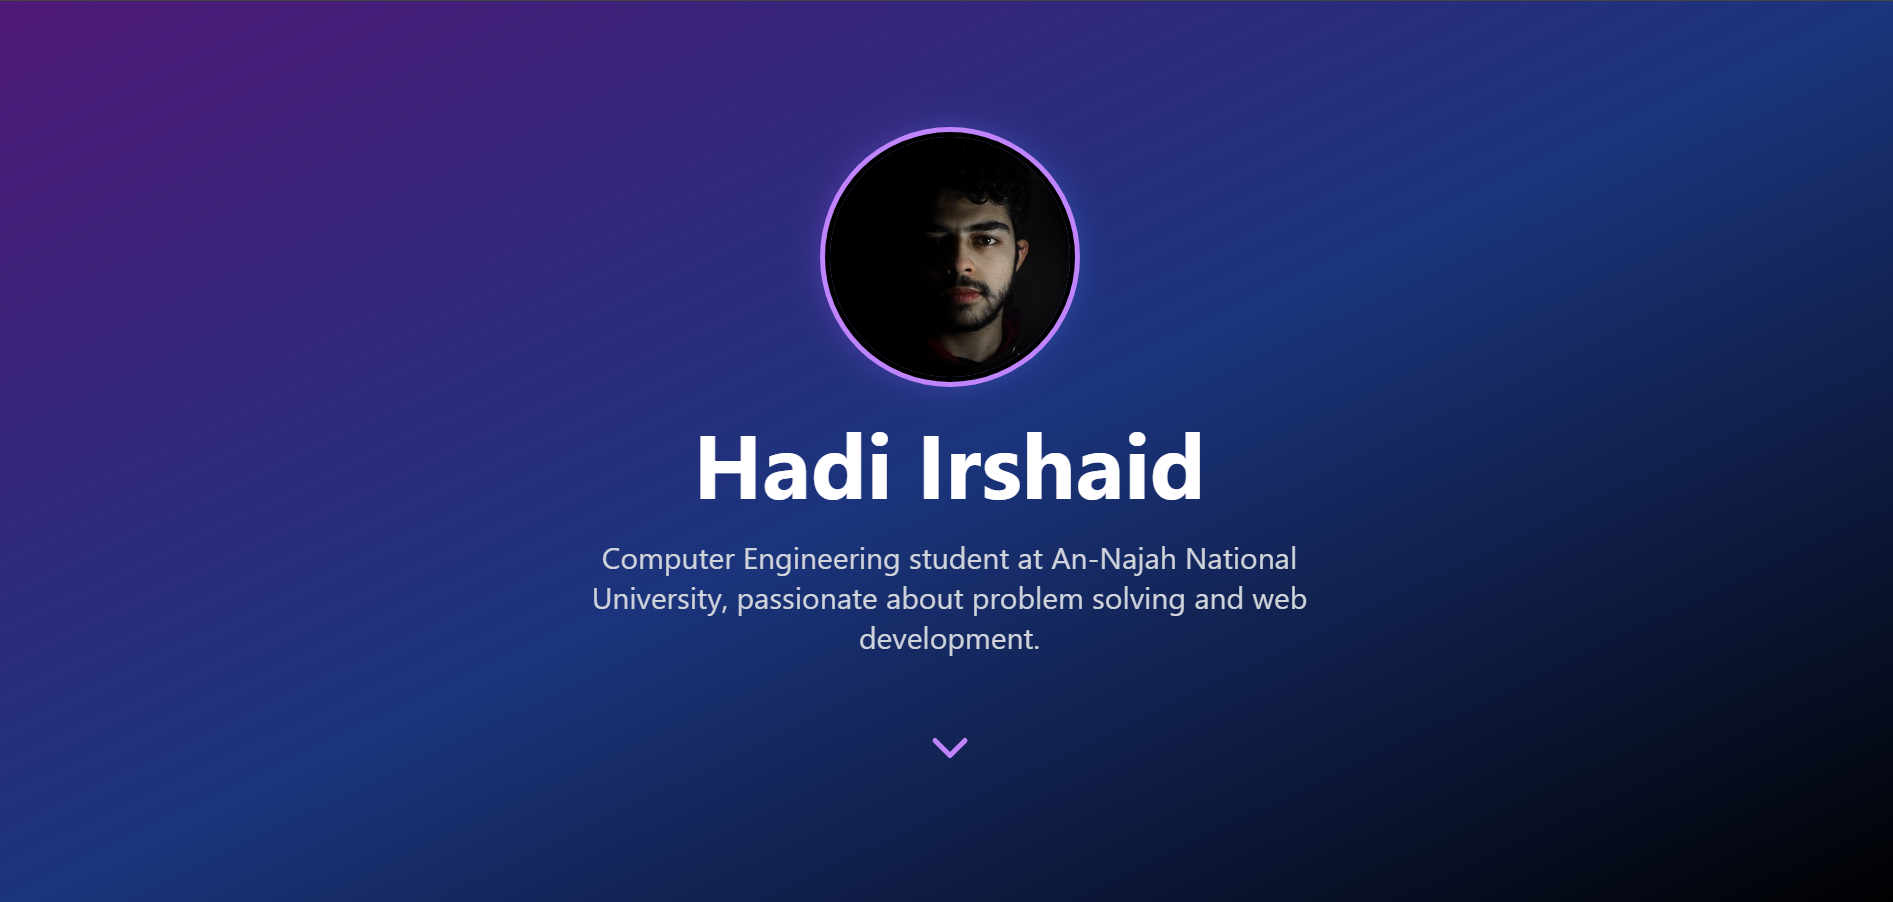 Hadi Irshaid
Computer Engineering student at An-Najah National
University, passionate about problem solving and web
development.